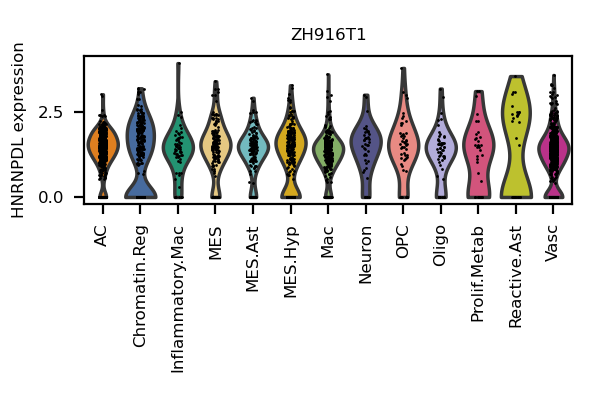 ZH916T1
HNRNPDL expression
2.5
0.0
AC
Chromatin.Reg
Inflammatory.Mac
MES
MES.Ast
MES.Hyp
Mac
Neuron
OPC
Oligo
Prolif.Metab
Reactive.Ast
Vasc